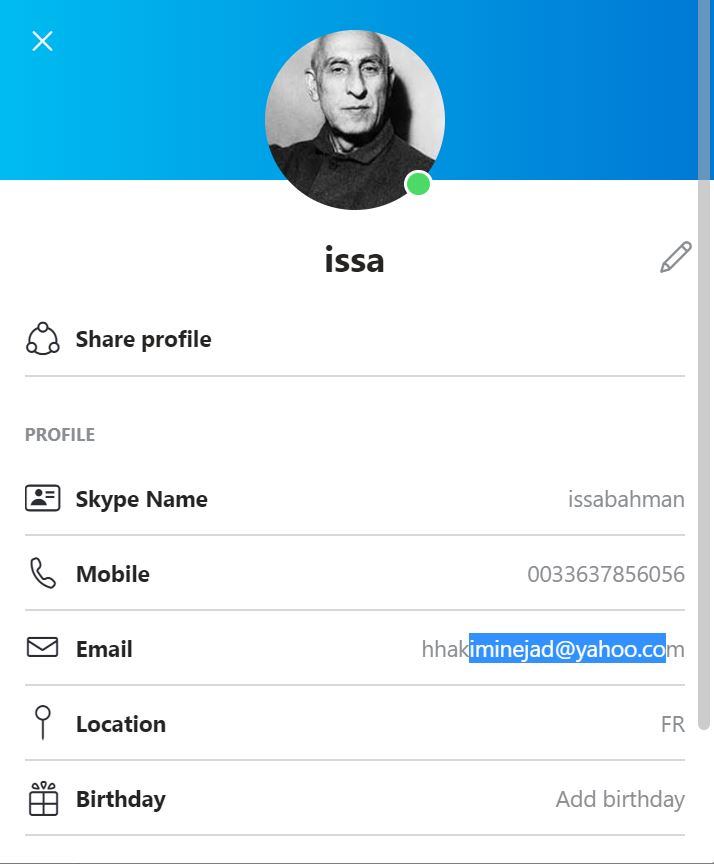 issa
Share profile
PROFILE
Skype Name issabahman
Mobile 0033637856056
Email hhakiminejad@yahoo.com
Location FR
Birthday Add birthday